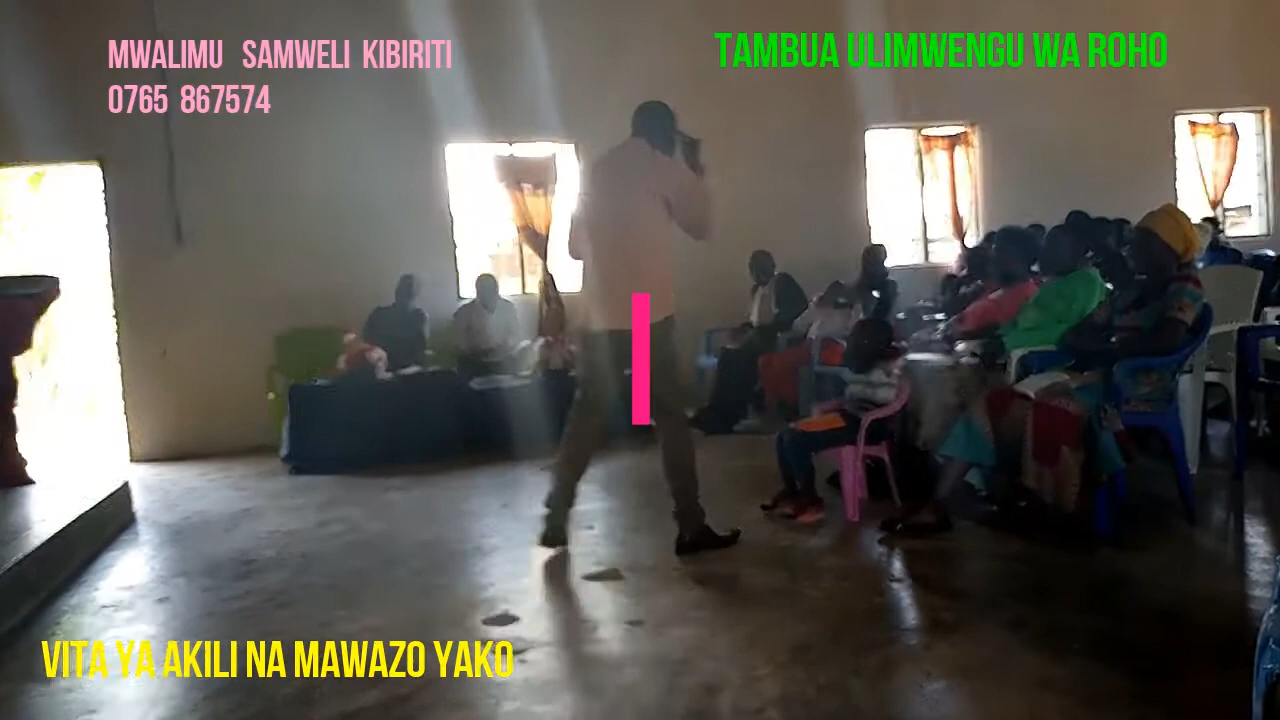 MWALIMU SAMWELI KIBIRITI
0765 867574
TAMBUA ULIMWENGU WA ROHO
VITA YA AKILI NA MAWAZO YAKO